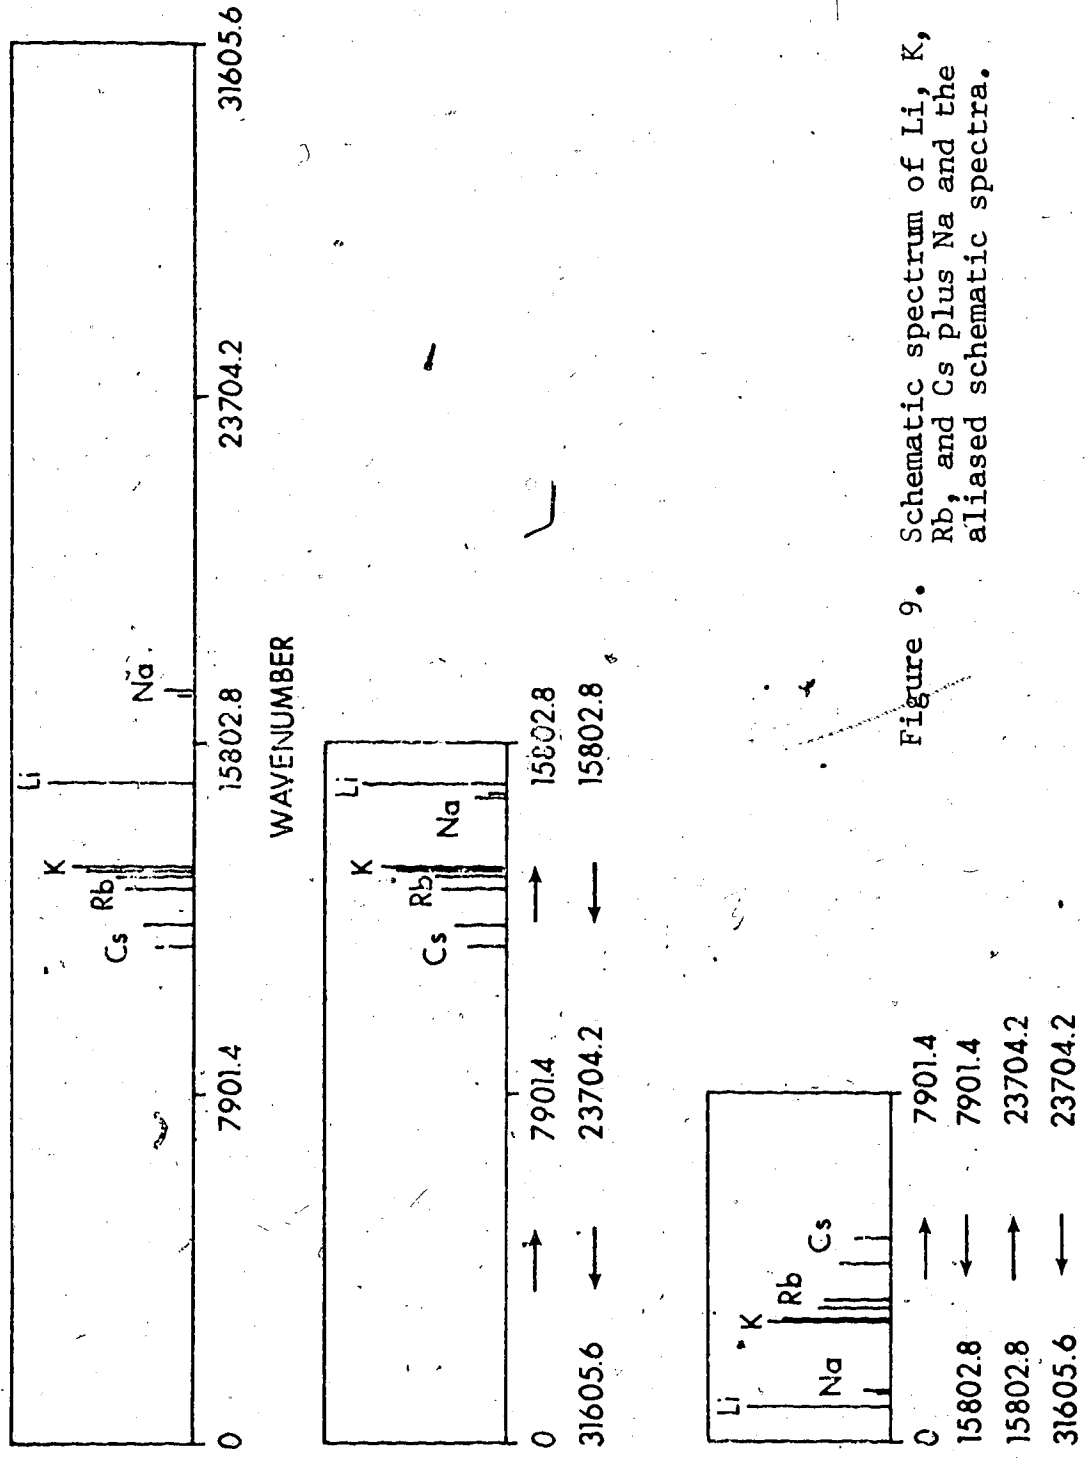 Li
K
Rb
Cs
Na
0 7901.4 15802.8 23704.2 31605.6
WAVENUMBER
Li
K
Rb
Cs
Na
0 → 7901.4 → 15802.8
31605.6 ← 23704.2 ← 15802.8
Li
K
Rb
Cs
Na
0 → 7901.4
15802.8 ← 7901.4
15802.8 → 23704.2
31605.6 ← 23704.2
Figure 9. Schematic spectrum of Li, K,
Rb, and Cs plus Na and the
aliased schematic spectra.